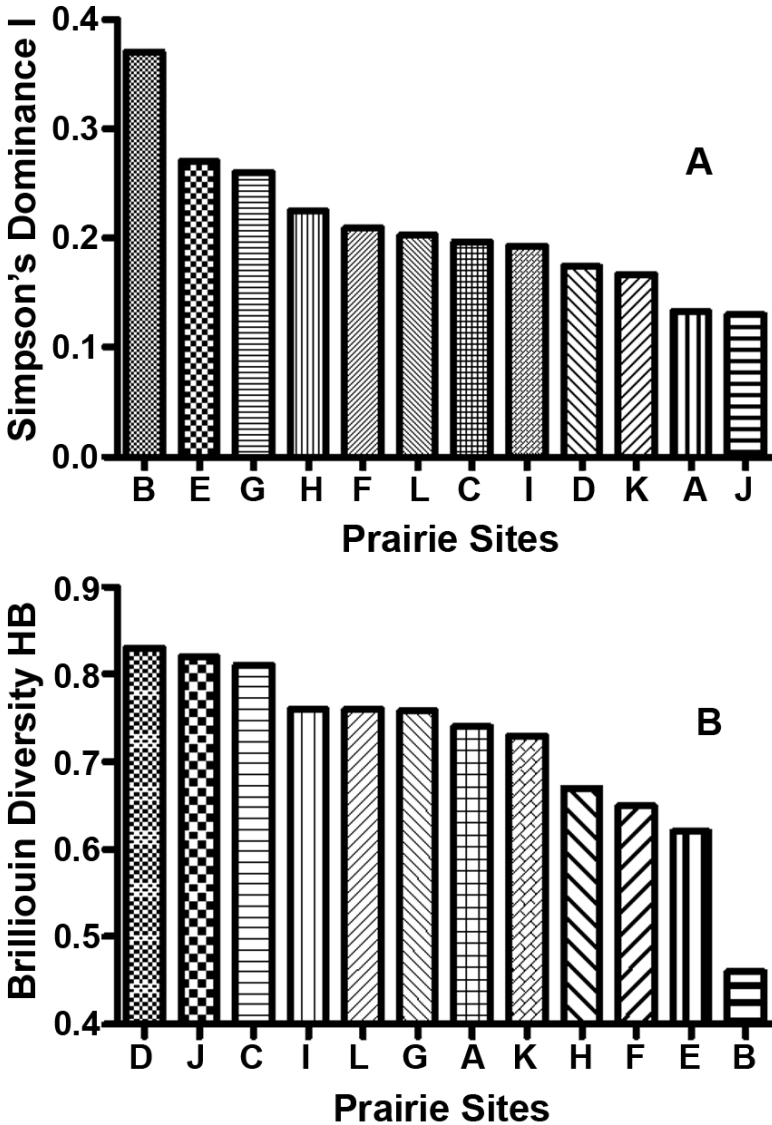 Simpson's Dominance I
0.4
0.3
0.2
0.1
0.0
A
B E G H F L C I D K A J
Prairie Sites
Brilliouin Diversity HB
0.9
0.8
0.7
0.6
0.5
0.4
B
D J C I L G A K H F E B
Prairie Sites